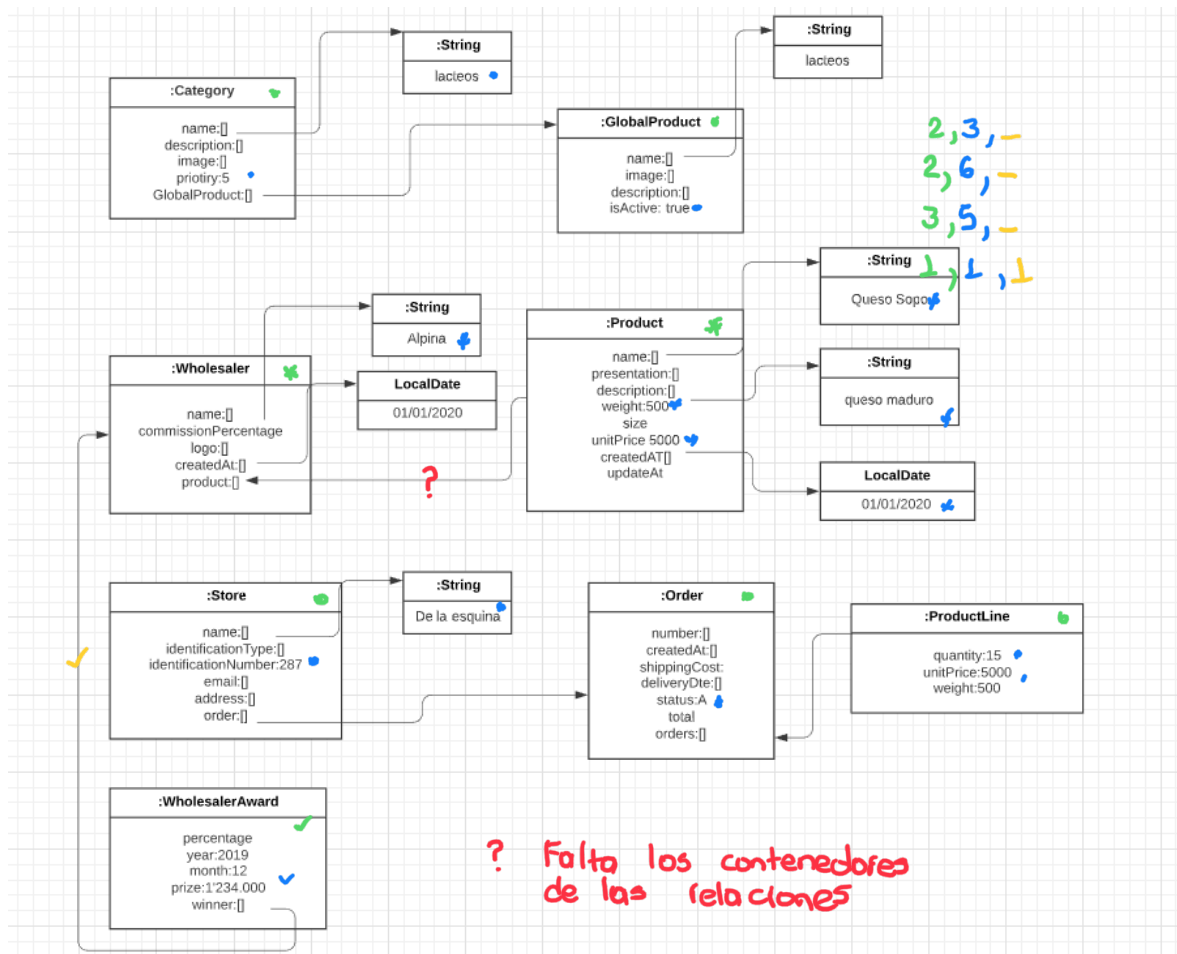 :String
lacteos
:String
lacteos
:Category
name:[]
description:[]
image:[]
priotiry:5
GlobalProduct:[]
:GlobalProduct
name:[]
image:[]
description:[]
isActive: true
2,3,_
2,6,_
3,5,_
1,1,1
:String
Queso Sopo
:String
Alpina
:Product
name:[]
presentation:[]
description:[]
weight:500
size
unitPrice 5000
createdAT[]
updateAt
:String
queso maduro
:Wholesaler
name:[]
commissionPercentage
logo:[]
createdAt:[]
product:[]
LocalDate
01/01/2020
?
LocalDate
01/01/2020
:Store
name:[]
identificationType:[]
identificationNumber:287
email:[]
address:[]
order:[]
:String
De la esquina
:Order
number:[]
createdAt:[]
shippingCost:
deliveryDte:[]
status:A
total
orders:[]
:ProductLine
quantity:15
unitPrice:5000
weight:500
:WholesalerAward
percentage
year:2019
month:12
prize:1'234.000
winner:[]
? Falta los contenedores
de las relaciones